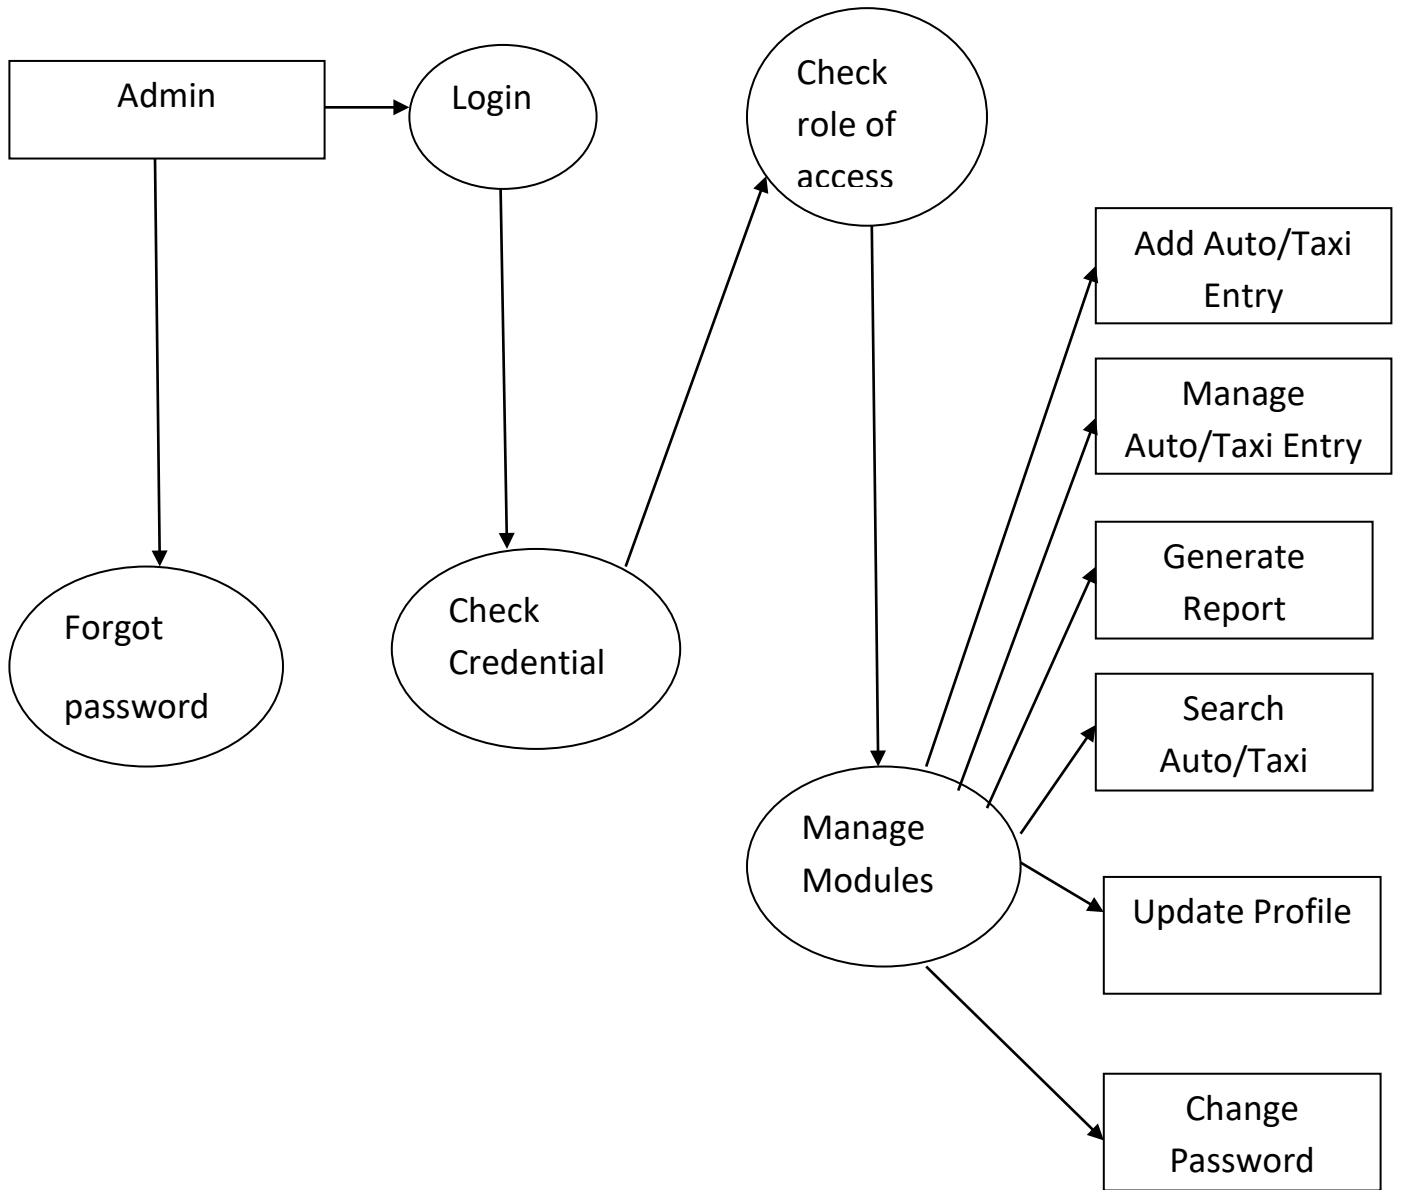 Admin
Login
Check
role of
access
Add Auto/Taxi
Entry
Manage
Auto/Taxi Entry
Generate
Report
Forgot
password
Check
Credential
Search
Auto/Taxi
Manage
Modules
Update Profile
Change
Password